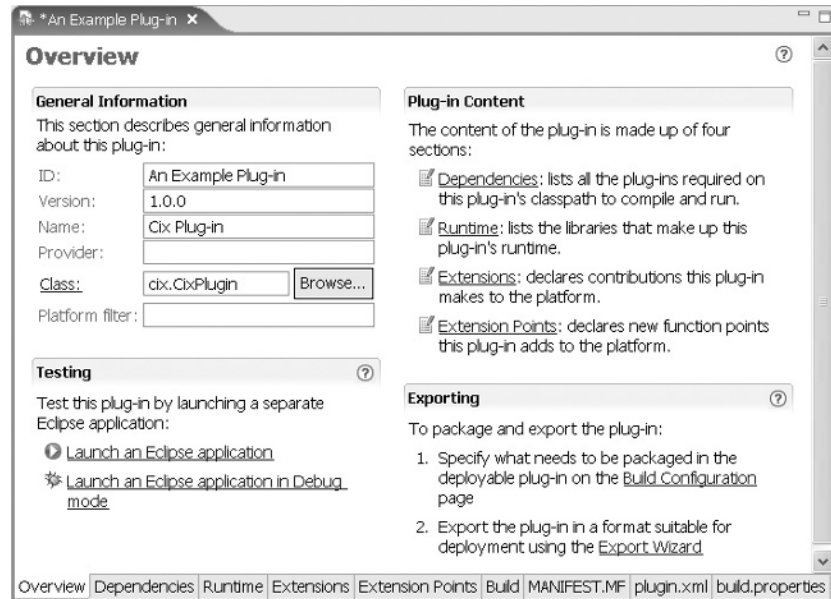 *An Example Plug-in
Overview
General Information
This section describes general information
about this plug-in:
ID: An Example Plug-in
Version: 1.0.0
Name: Cix Plug-in
Provider:
Class: cix.CixPlugin Browse...
Platform filter:
Testing
Test this plug-in by launching a separate
Eclipse application:
Launch an Eclipse application
Launch an Eclipse application in Debug
mode
Plug-in Content
The content of the plug-in is made up of four
sections:
Dependencies: lists all the plug-ins required on
this plug-in's classpath to compile and run.
Runtime: lists the libraries that make up this
plug-in's runtime.
Extensions: declares contributions this plug-in
makes to the platform.
Extension Points: declares new function points
this plug-in adds to the platform.
Exporting
To package and export the plug-in:
1. Specify what needs to be packaged in the
deployable plug-in on the Build Configuration
page
2. Export the plug-in in a format suitable for
deployment using the Export Wizard
Overview Dependencies Runtime Extensions Extension Points Build MANIFEST.MF plugin.xml build.properties